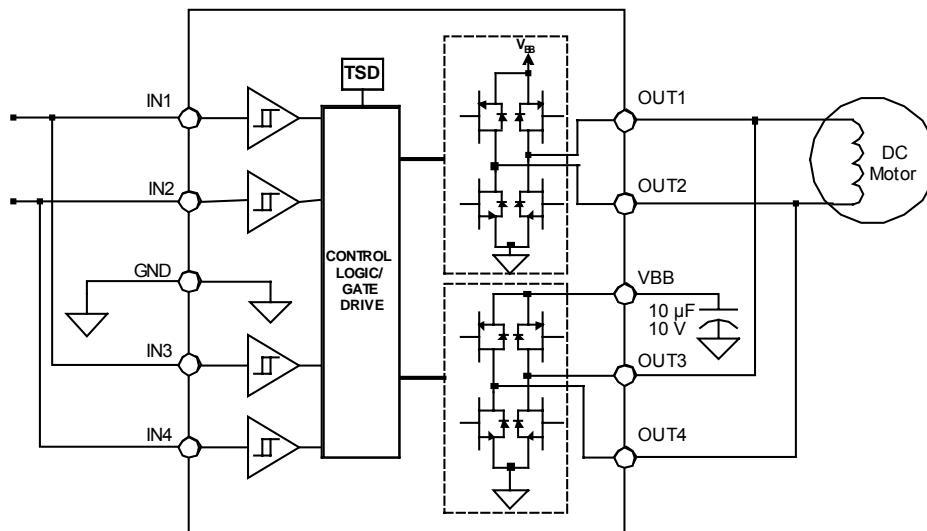 VBB
TSD
IN1
OUT1
DC
Motor
IN2
OUT2
CONTROL
LOGIC/
GATE
DRIVE
GND
VBB
10 µF
10 V
IN3
OUT3
IN4
OUT4